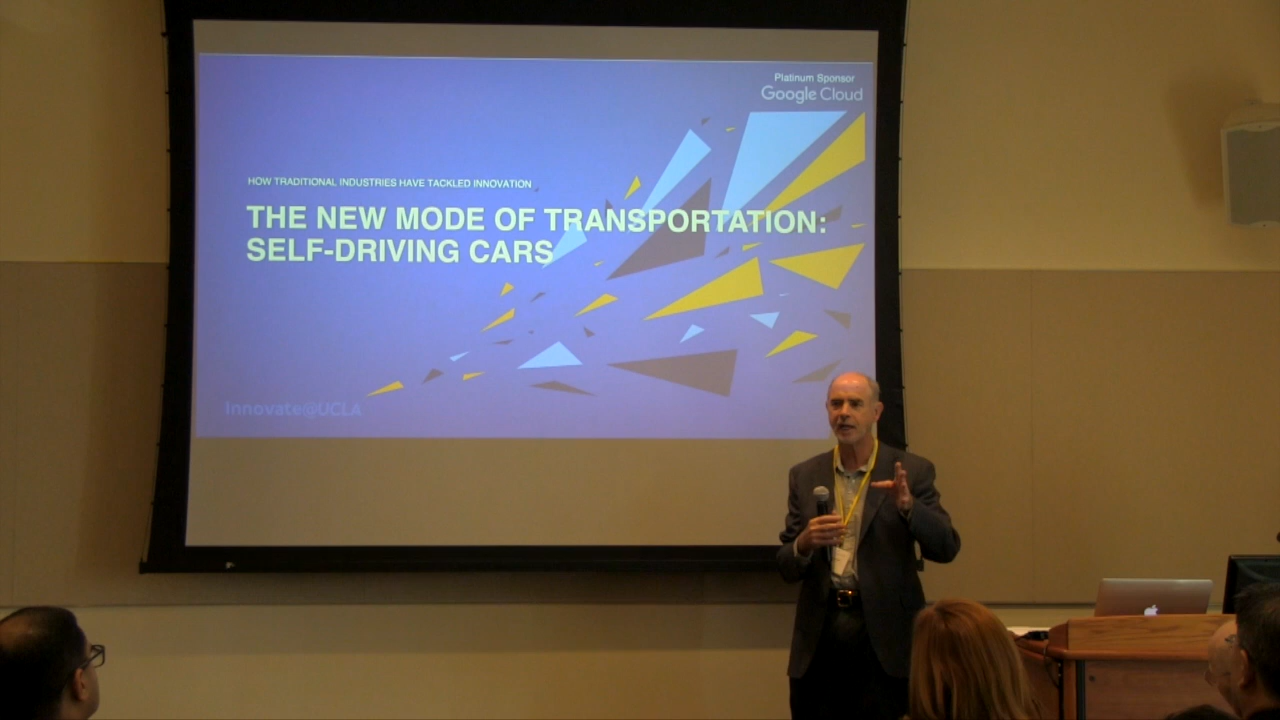 Platinum Sponsor
Google Cloud
HOW TRADITIONAL INDUSTRIES HAVE TACKLED INNOVATION
THE NEW MODE OF TRANSPORTATION:
SELF-DRIVING CARS
Innovate@UCLA